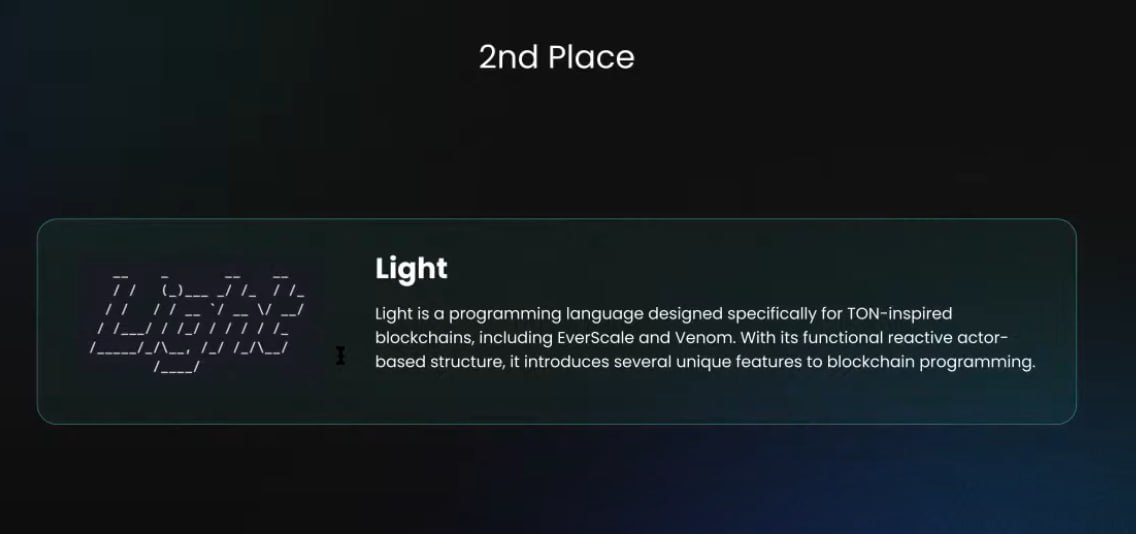 2nd Place
Light
Light
Light is a programming language designed specifically for TON-inspired
blockchains, including EverScale and Venom. With its functional reactive actor-
based structure, it introduces several unique features to blockchain programming.